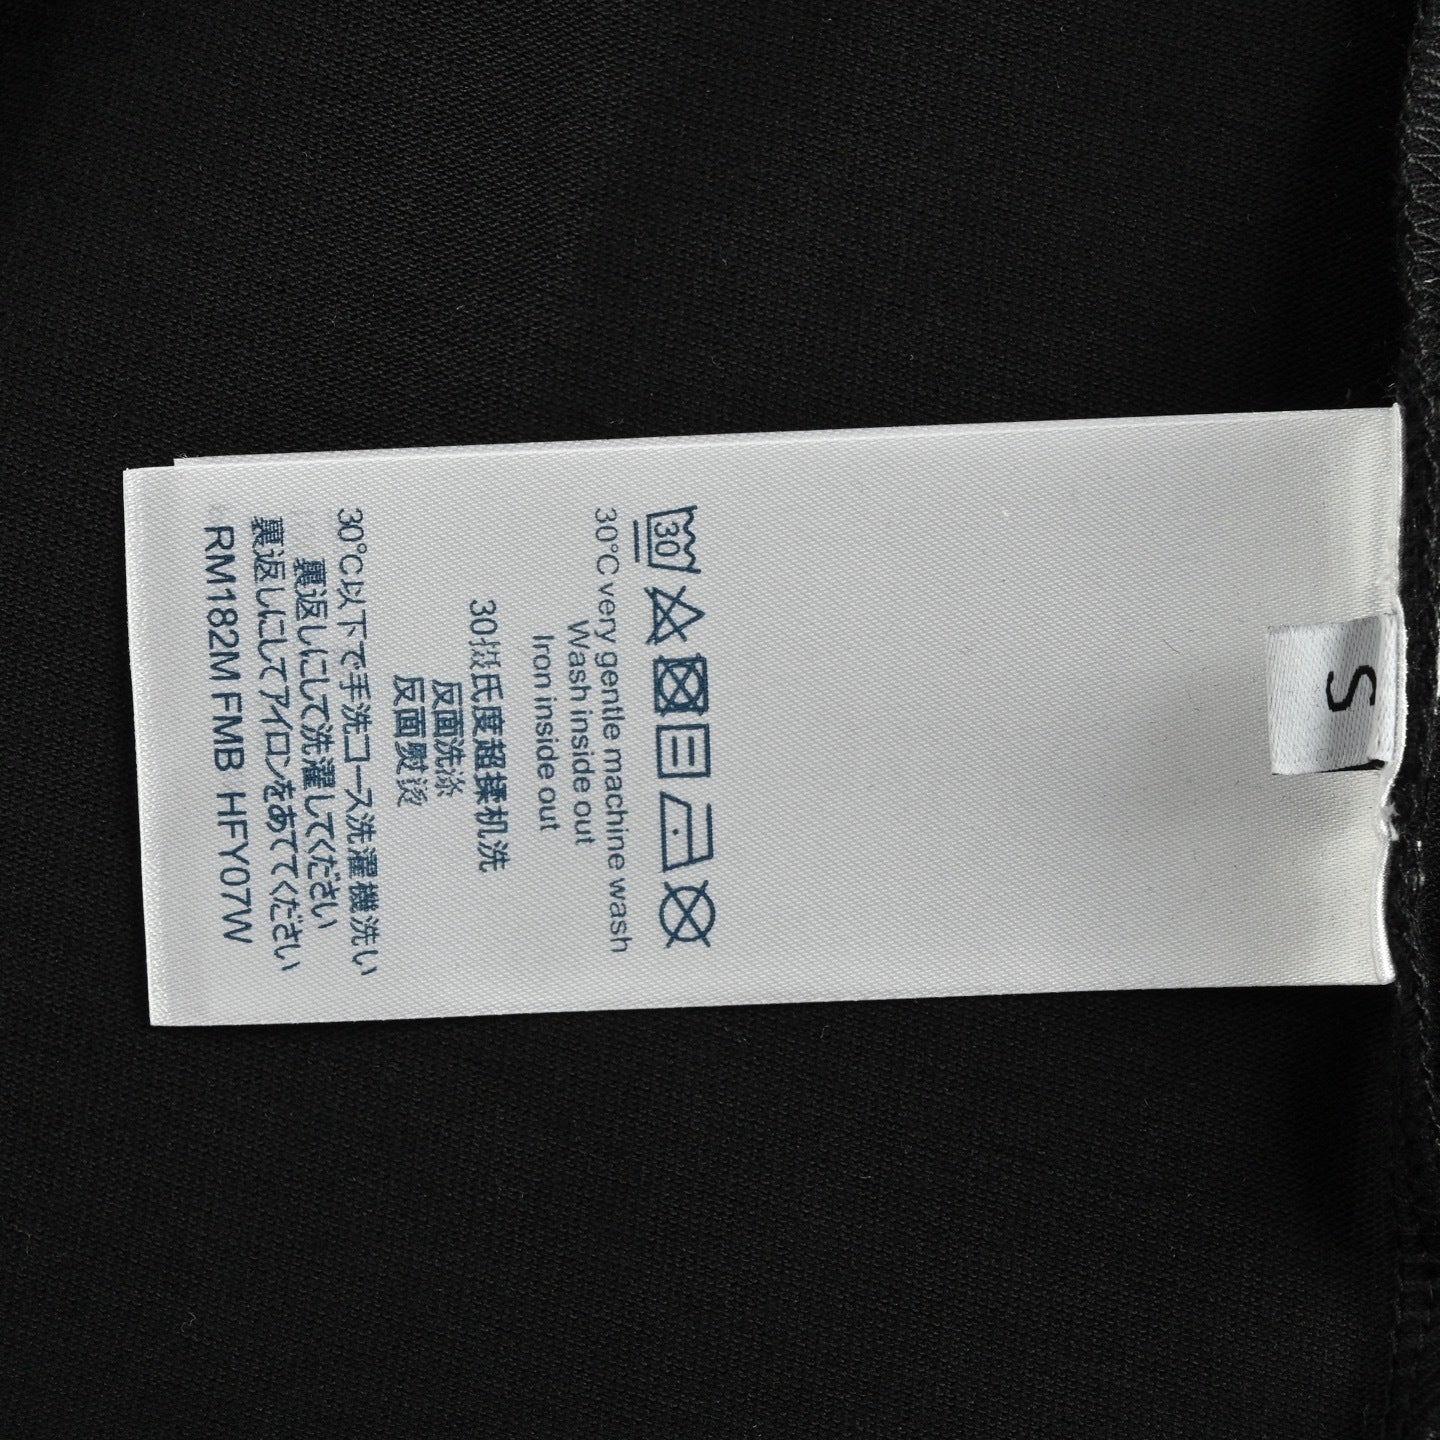 S
30
30°C very gentle machine wash
Wash inside out
Iron inside out
30摄氏度超揉机洗
反面洗涤
反面熨烫
30°C以下で手洗コース洗濯機洗い
裏返しにして洗濯してください
裏返しにしてアイロンをあててください
RM182M FMB HFY07W